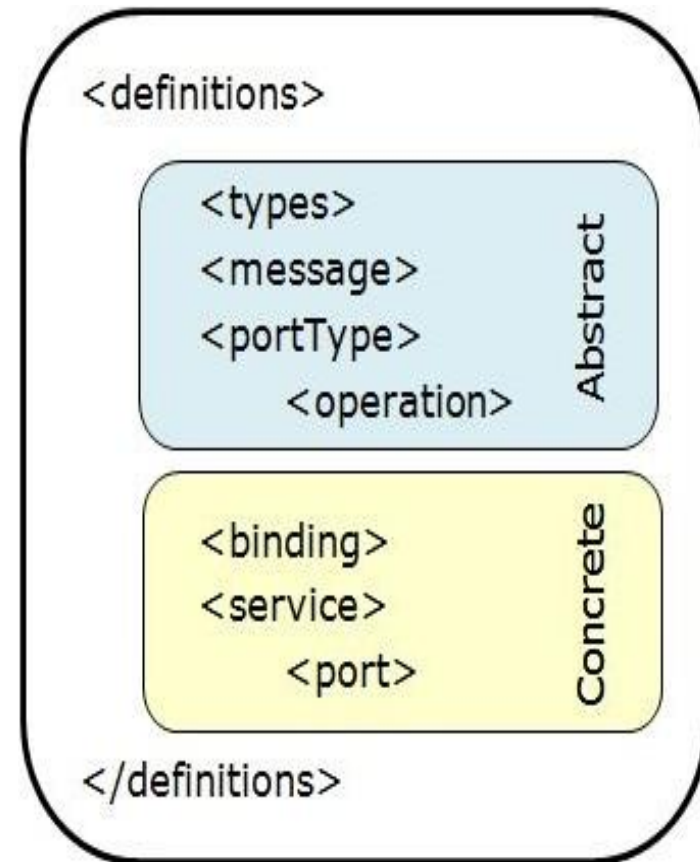 <definitions>
<types>
<message>
<portType>
<operation>
Abstract
<binding>
<service>
<port>
Concrete
</definitions>